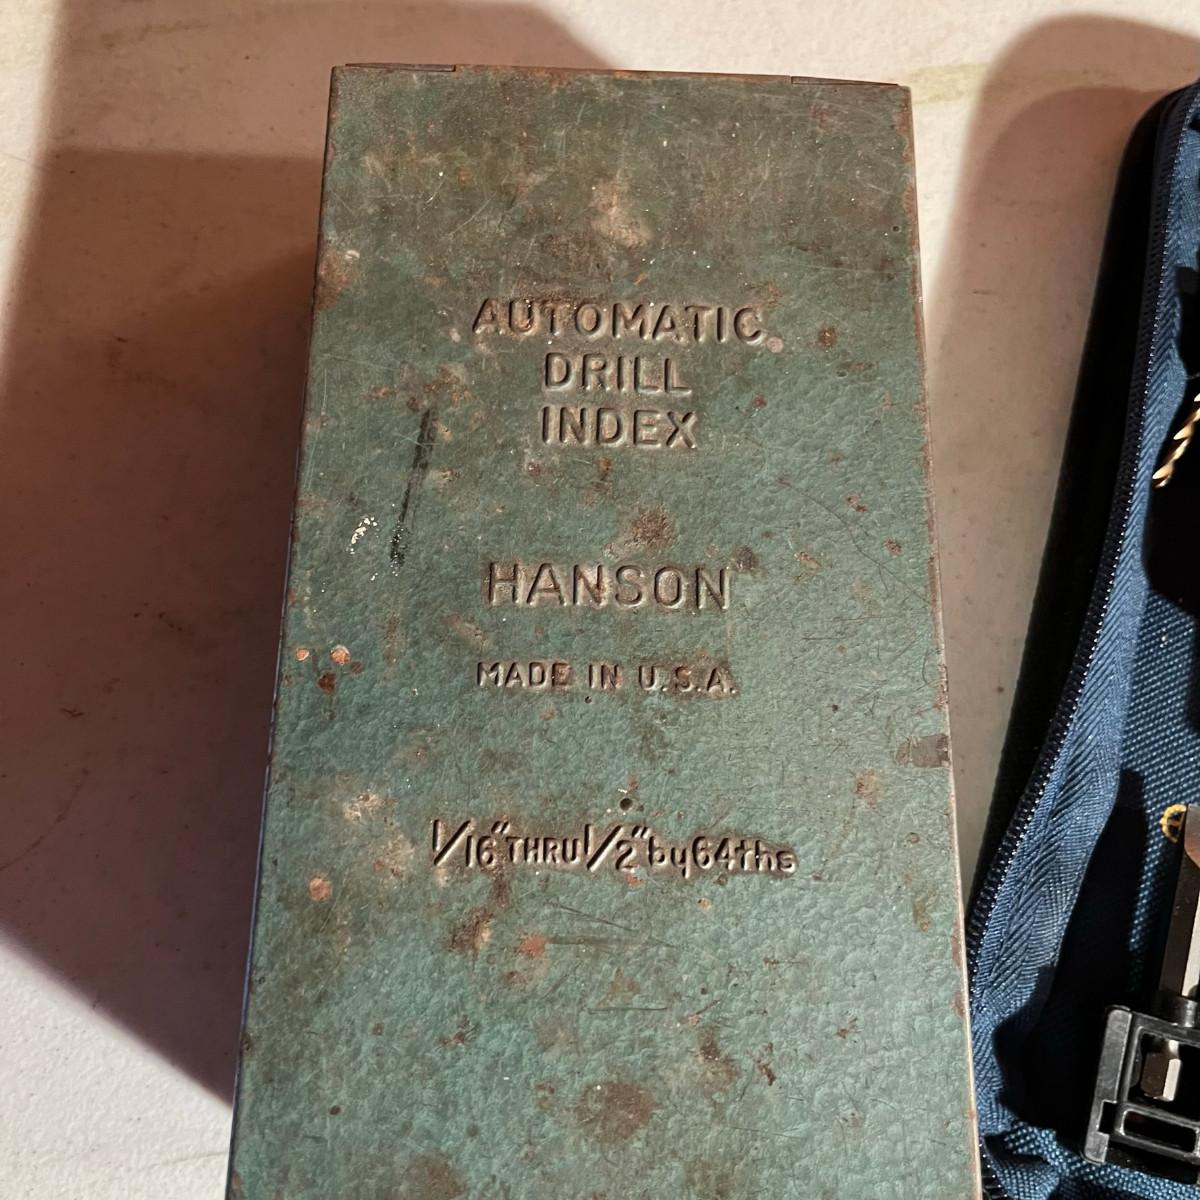 AUTOMATIC
DRILL
INDEX
HANSON
MADE IN U.S.A.
1/16" THRU 1/2" by 64ths